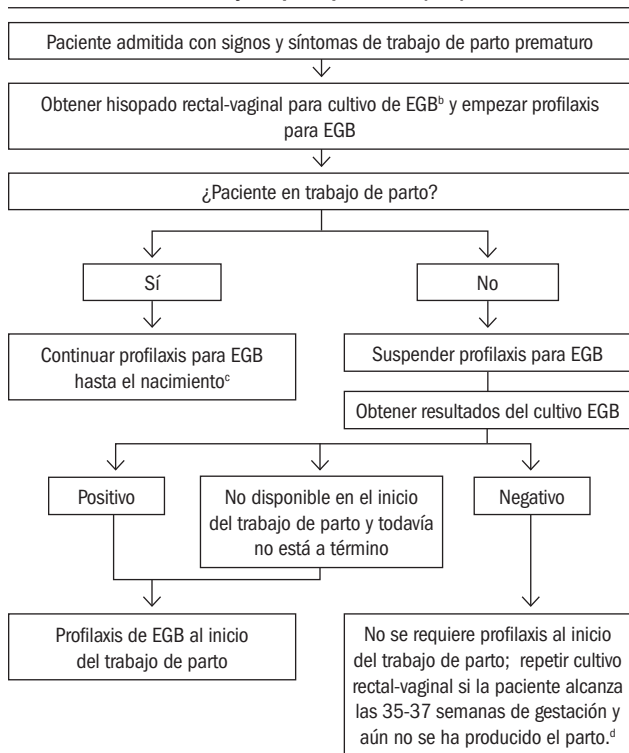 Paciente admitida con signos y síntomas de trabajo de parto prematuro
Obtener hisopado rectal-vaginal para cultivo de EGBᵇ y empezar profilaxis
para EGB
¿Paciente en trabajo de parto?
Sí
No
Continuar profilaxis para EGB
hasta el nacimientoᶜ
Suspender profilaxis para EGB
Obtener resultados del cultivo EGB
Positivo
No disponible en el inicio
del trabajo de parto y todavía
no está a término
Negativo
Profilaxis de EGB al inicio
del trabajo de parto
No se requiere profilaxis al inicio
del trabajo de parto; repetir cultivo
rectal-vaginal si la paciente alcanza
las 35-37 semanas de gestación y
aún no se ha producido el parto.ᵈ